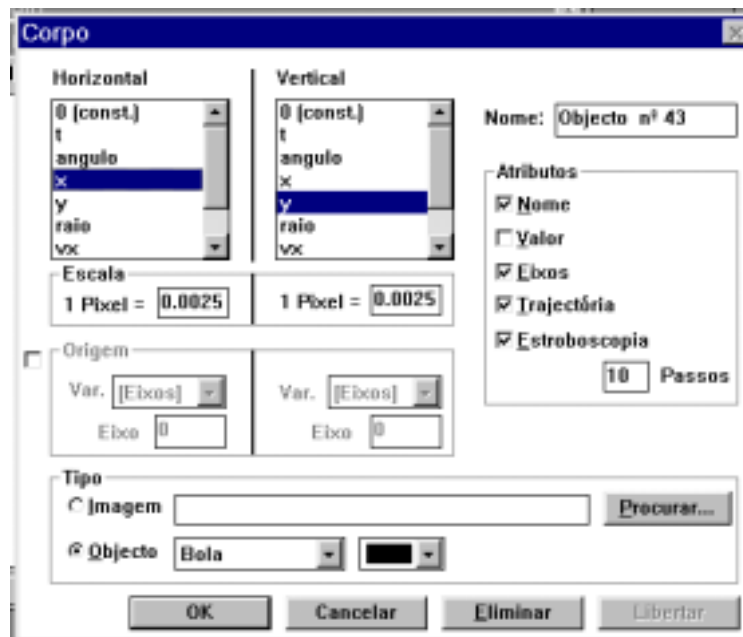 Corpo
Horizontal
Vertical
0 (const.)
t
angulo
x
y
raio
vx
0 (const.)
t
angulo
x
y
raio
vx
Nome: Objecto nº 43
Atributos
Nome
Valor
Eixos
Trajectória
Estroboscopia
10 Passos
Escala
1 Pixel = 0.0025
1 Pixel = 0.0025
Origem
Var. [Eixos]
Var. [Eixos]
Eixo 0
Eixo 0
Tipo
Imagem
Procurar...
Objecto Bola
OK
Cancelar
Eliminar
Libertar